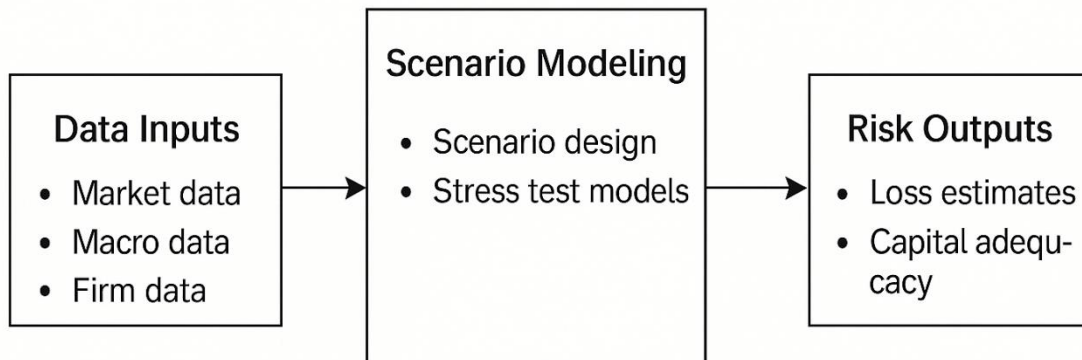 Data Inputs
• Market data
• Macro data
• Firm data
Scenario Modeling
• Scenario design
• Stress test models
Risk Outputs
• Loss estimates
• Capital adequ-
cacy